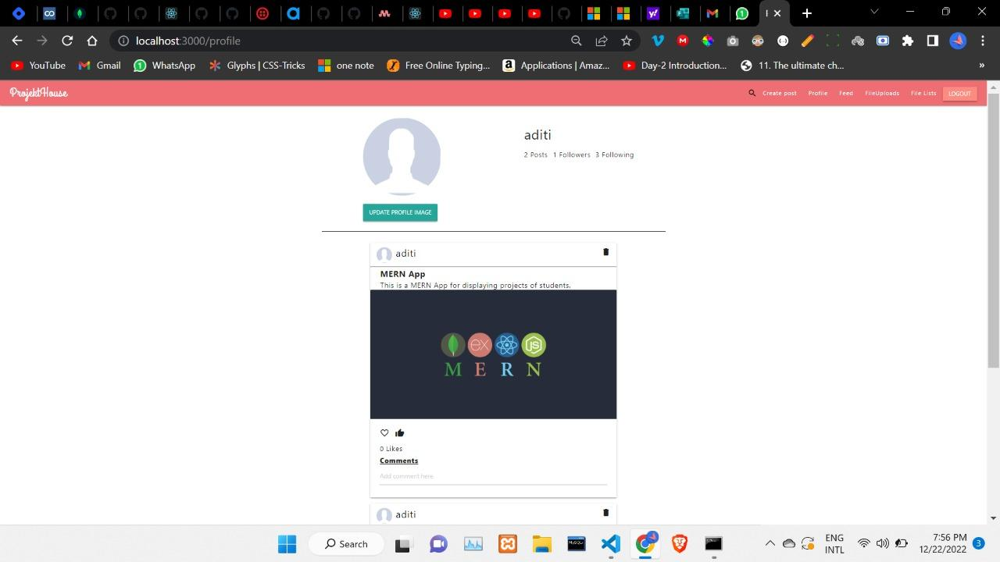 localhost:3000/profile
YouTube
Gmail
WhatsApp
Glyphs | CSS-Tricks
one note
Free Online Typing...
Applications | Amaz...
Day-2 Introduction...
11. The ultimate ch...
»
ProjektHouse
Create post
Profile
Feed
FileUploads
File Lists
LOGOUT
aditi
2 Posts 1 Followers 3 Following
UPDATE PROFILE IMAGE
aditi
MERN App
This is a MERN App for displaying projects of students.
ex
JS
M E R N
0 Likes
Comments
Add comment here
aditi
Search
ENG
INTL
7:56 PM
12/22/2022
3